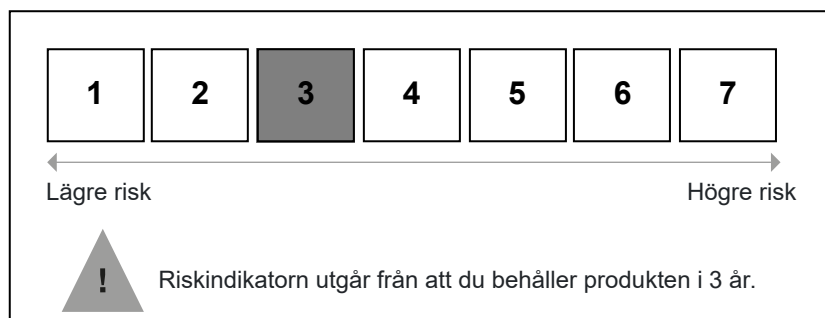 1 2 3 4 5 6 7
Lägre risk Högre risk
! Riskindikatorn utgår från att du behåller produkten i 3 år.